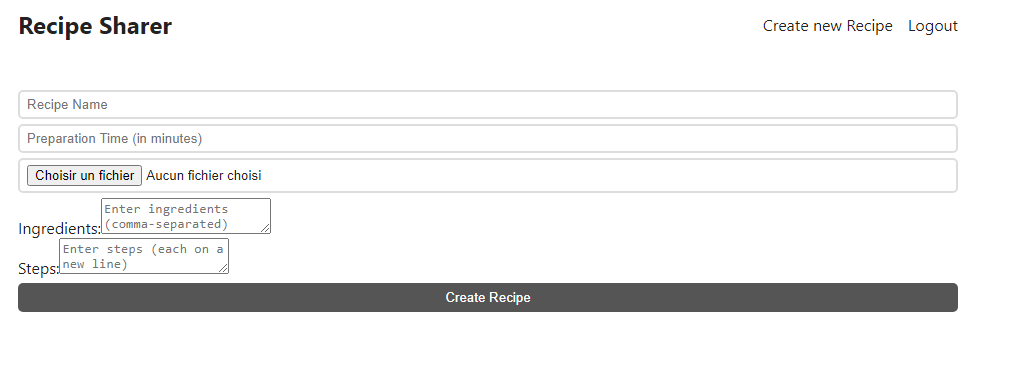 Recipe Sharer
Create new Recipe Logout
Recipe Name
Preparation Time (in minutes)
Choisir un fichier Aucun fichier choisi
Ingredients:
Enter ingredients
(comma-separated)
Steps:
Enter steps (each on a
new line)
Create Recipe